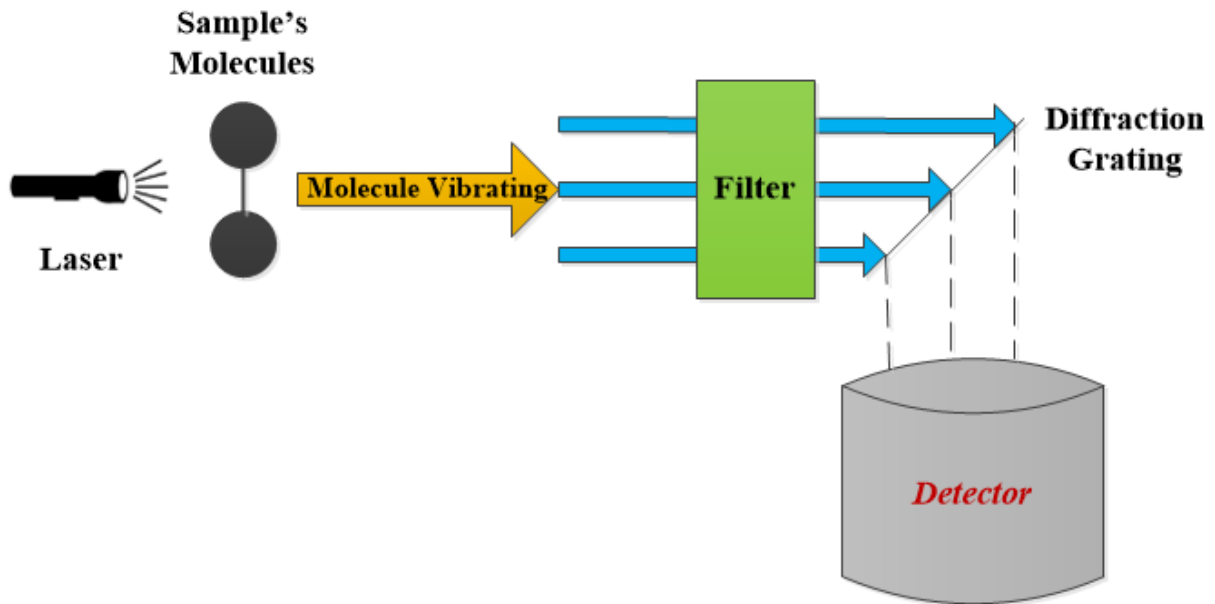 Sample's
Molecules
Laser
Molecule Vibrating
Filter
Diffraction
Grating
Detector